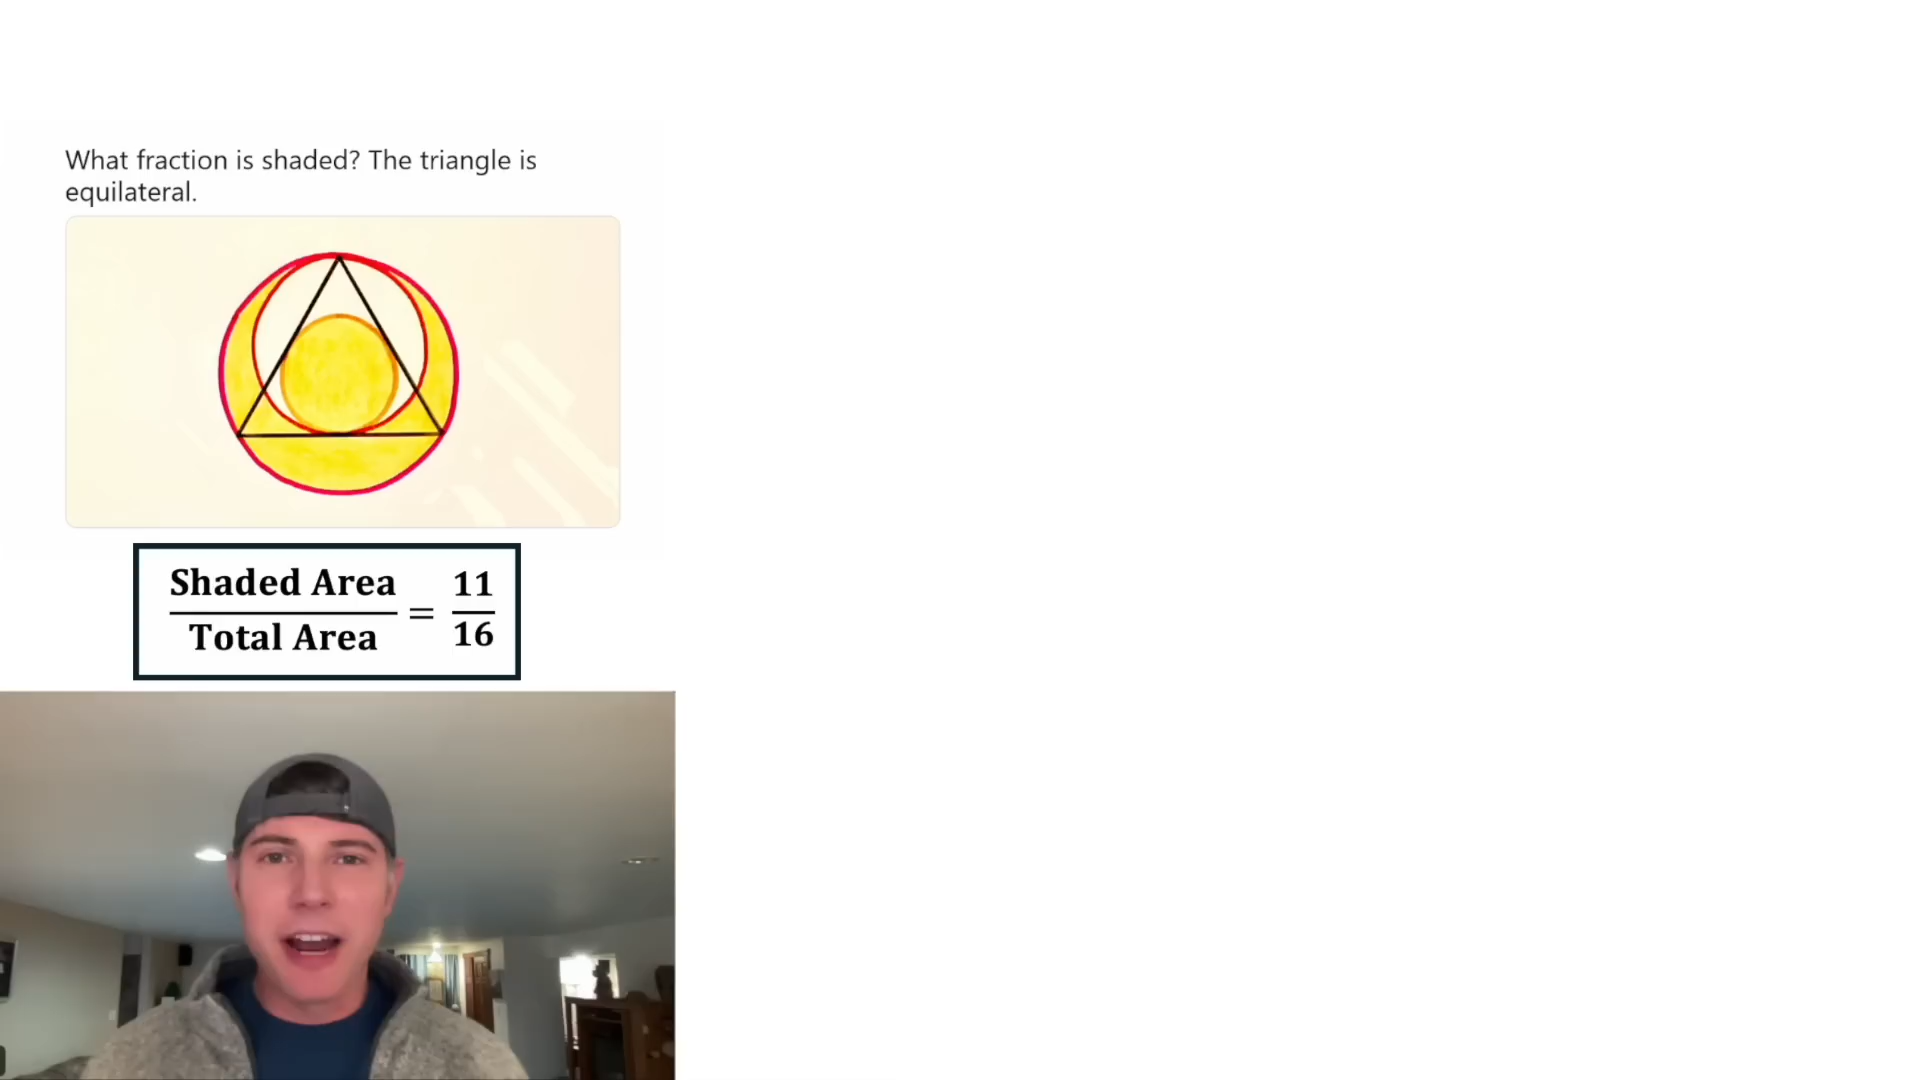 What fraction is shaded? The triangle is
equilateral.
Shaded Area
Total Area
=
11
16